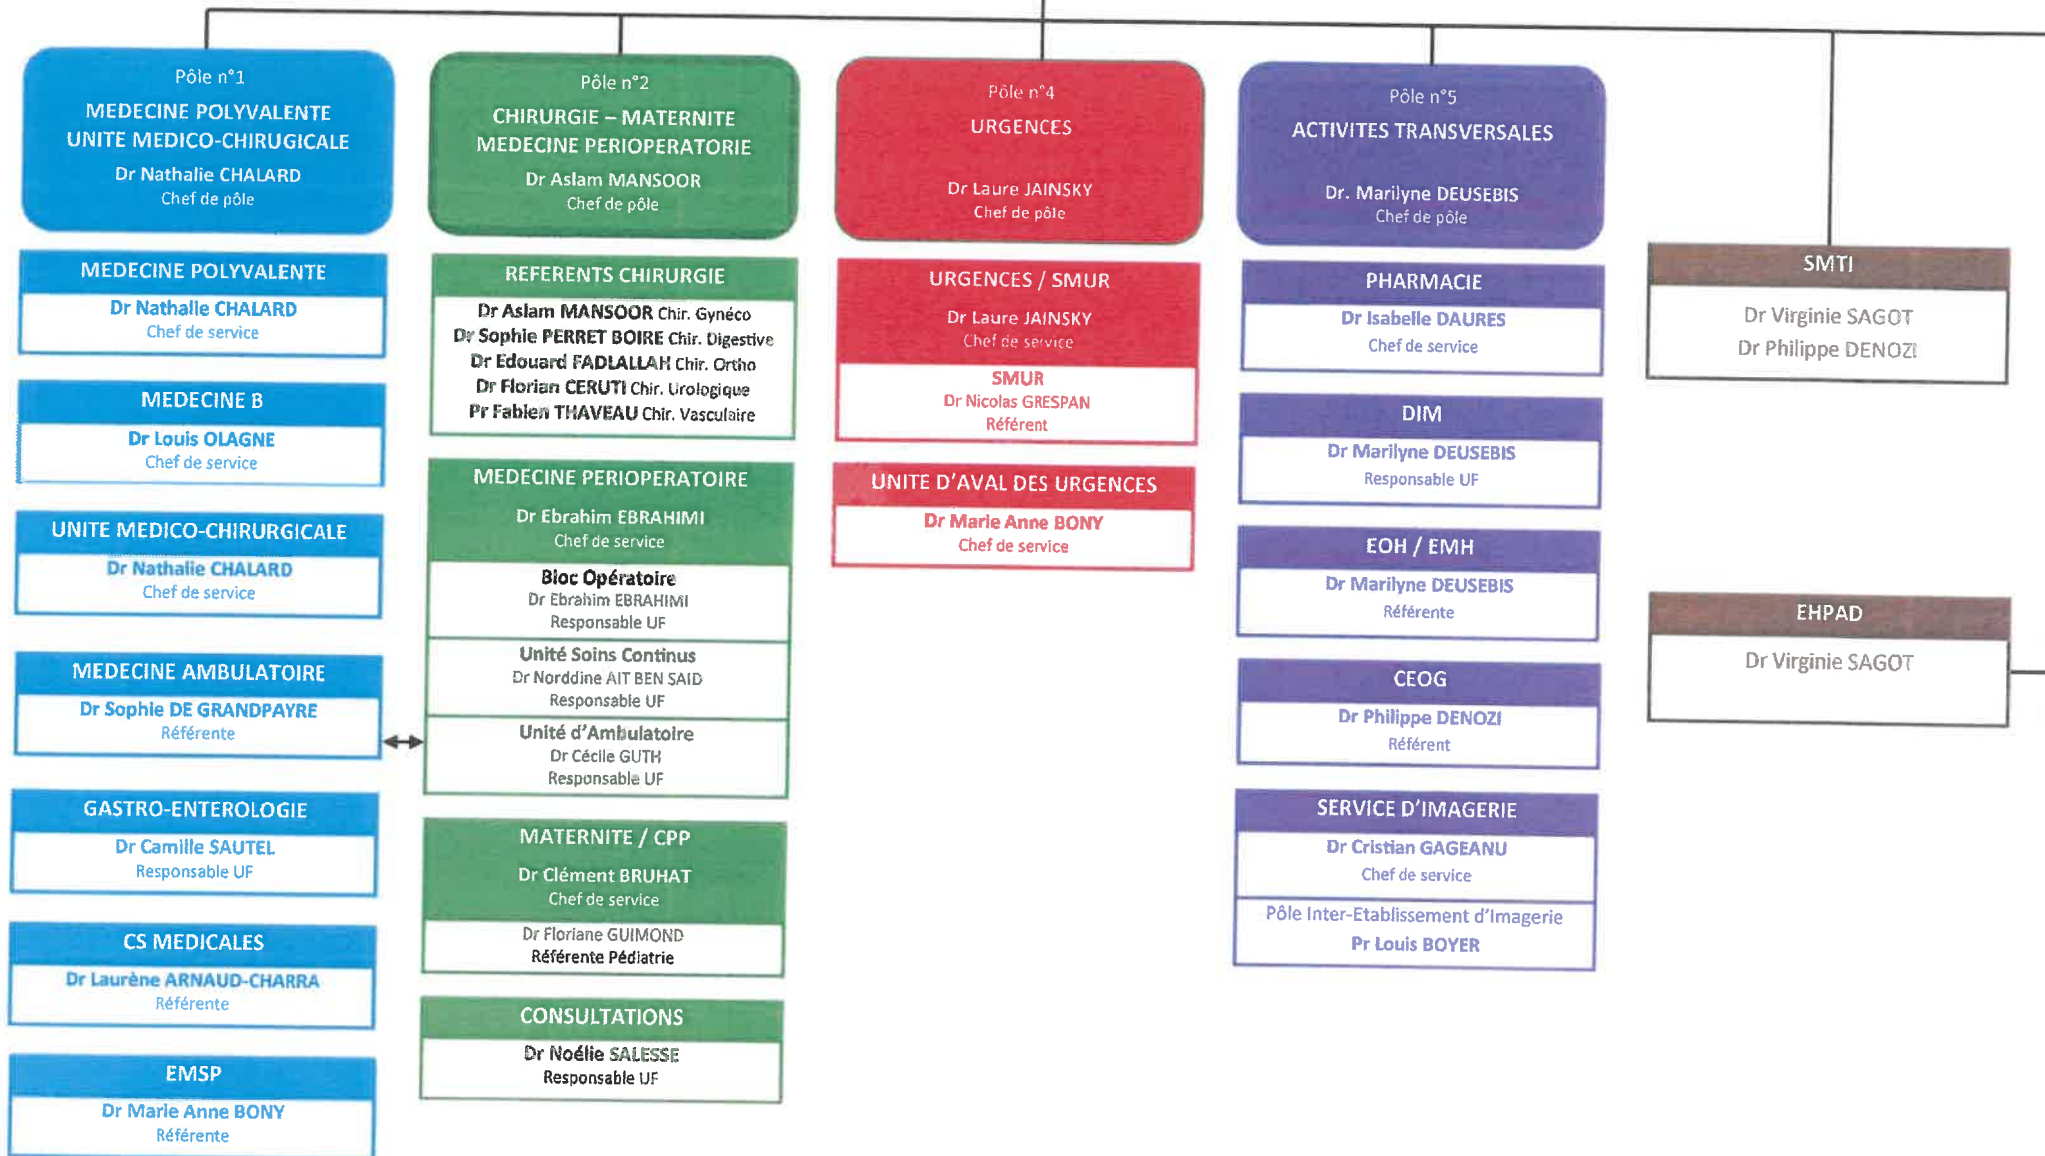 Pôle n°1
MEDECINE POLYVALENTE
UNITE MEDICO-CHIRUGICALE
Dr Nathalie CHALARD
Chef de pôle
MEDECINE POLYVALENTE
Dr Nathalie CHALARD
Chef de service
MEDECINE B
Dr Louis OLAGNE
Chef de service
UNITE MEDICO-CHIRURGICALE
Dr Nathalie CHALARD
Chef de service
MEDECINE AMBULATOIRE
Dr Sophie DE GRANDPAYRE
Référente
GASTRO-ENTEROLOGIE
Dr Camille SAUTEL
Responsable UF
CS MEDICALES
Dr Laurène ARNAUD-CHARRA
Référente
EMSP
Dr Marie Anne BONY
Référente
Pôle n°2
CHIRURGIE – MATERNITE
MEDECINE PERIOPERATORIE
Dr Aslam MANSOOR
Chef de pôle
REFERENTS CHIRURGIE
Dr Aslam MANSOOR Chir. Gynéco
Dr Sophie PERRET BOIRE Chir. Digestive
Dr Edouard FADLALLAH Chir. Ortho
Dr Florian CERUTI Chir. Urologique
Pr Fabien THAVEAU Chir. Vasculaire
MEDECINE PERIOPERATOIRE
Dr Ebrahim EBRAHIMI
Chef de service
Bloc Opératoire
Dr Ebrahim EBRAHIMI
Responsable UF
Unité Soins Continus
Dr Norddine AIT BEN SAID
Responsable UF
Unité d'Ambulatoire
Dr Cécile GUTH
Responsable UF
MATERNITE / CPP
Dr Clément BRUHAT
Chef de service
Dr Floriane GUIMOND
Référente Pédiatrie
CONSULTATIONS
Dr Noélie SALESSE
Responsable UF
Pôle n°4
URGENCES
Dr Laure JAINSKY
Chef de pôle
URGENCES / SMUR
Dr Laure JAINSKY
Chef de service
SMUR
Dr Nicolas GRESPAN
Référent
UNITE D'AVAL DES URGENCES
Dr Marie Anne BONY
Chef de service
Pôle n°5
ACTIVITES TRANSVERSALES
Dr. Marilyne DEUSEBIS
Chef de pôle
PHARMACIE
Dr Isabelle DAURES
Chef de service
DIM
Dr Marilyne DEUSEBIS
Responsable UF
EOH / EMH
Dr Marilyne DEUSEBIS
Référente
CEOG
Dr Philippe DENOZI
Référent
SERVICE D'IMAGERIE
Dr Cristian GAGEANU
Chef de service
Pôle Inter-Etablissement d'Imagerie
Pr Louis BOYER
SMTI
Dr Virginie SAGOT
Dr Philippe DENOZI
EHPAD
Dr Virginie SAGOT